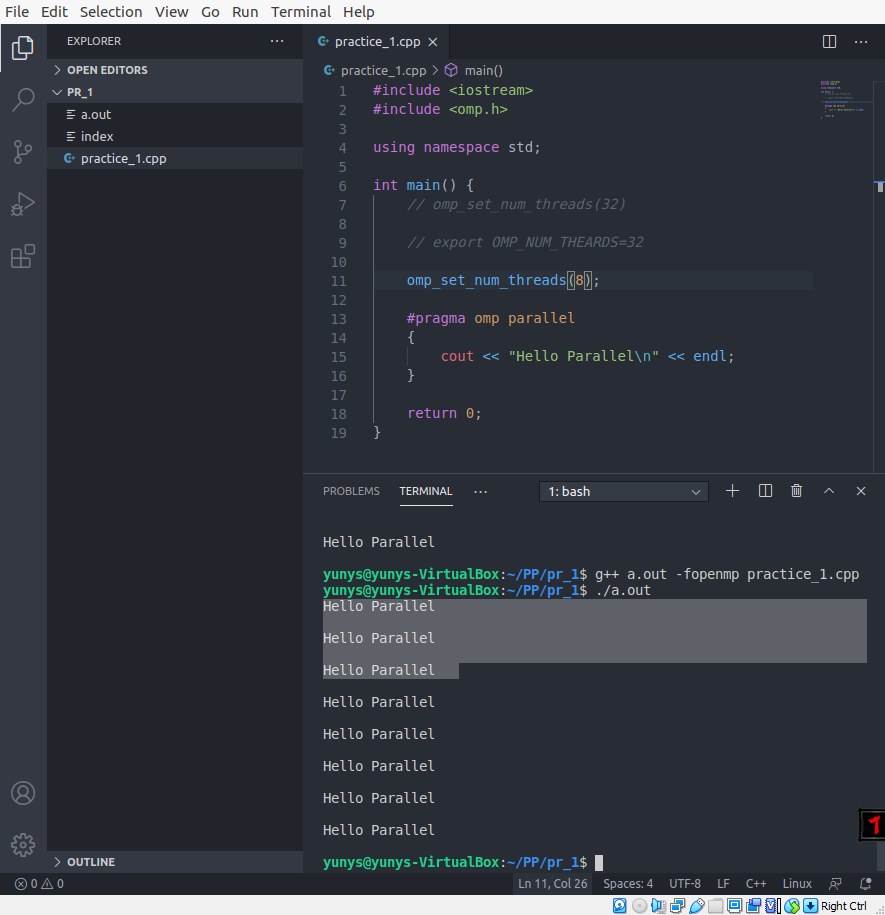 File Edit Selection View Go Run Terminal Help
EXPLORER ...
OPEN EDITORS
PR_1
a.out
index
practice_1.cpp
practice_1.cpp
practice_1.cpp > main()
1 #include <iostream>
2 #include <omp.h>
3
4 using namespace std;
5
6 int main() {
7 // omp_set_num_threads(32)
8
9 // export OMP_NUM_THEARDS=32
10
11 omp_set_num_threads(8);
12
13 #pragma omp parallel
14 {
15 cout << "Hello Parallel\n" << endl;
16 }
17
18 return 0;
19 }
PROBLEMS TERMINAL ... 1: bash
Hello Parallel
yunys@yunys-VirtualBox:~/PP/pr_1$ g++ a.out -fopenmp practice_1.cpp
yunys@yunys-VirtualBox:~/PP/pr_1$ ./a.out
Hello Parallel
Hello Parallel
Hello Parallel
Hello Parallel
Hello Parallel
Hello Parallel
Hello Parallel
Hello Parallel
yunys@yunys-VirtualBox:~/PP/pr_1$
OUTLINE
0 0 Ln 11, Col 26 Spaces: 4 UTF-8 LF C++ Linux
Right Ctrl